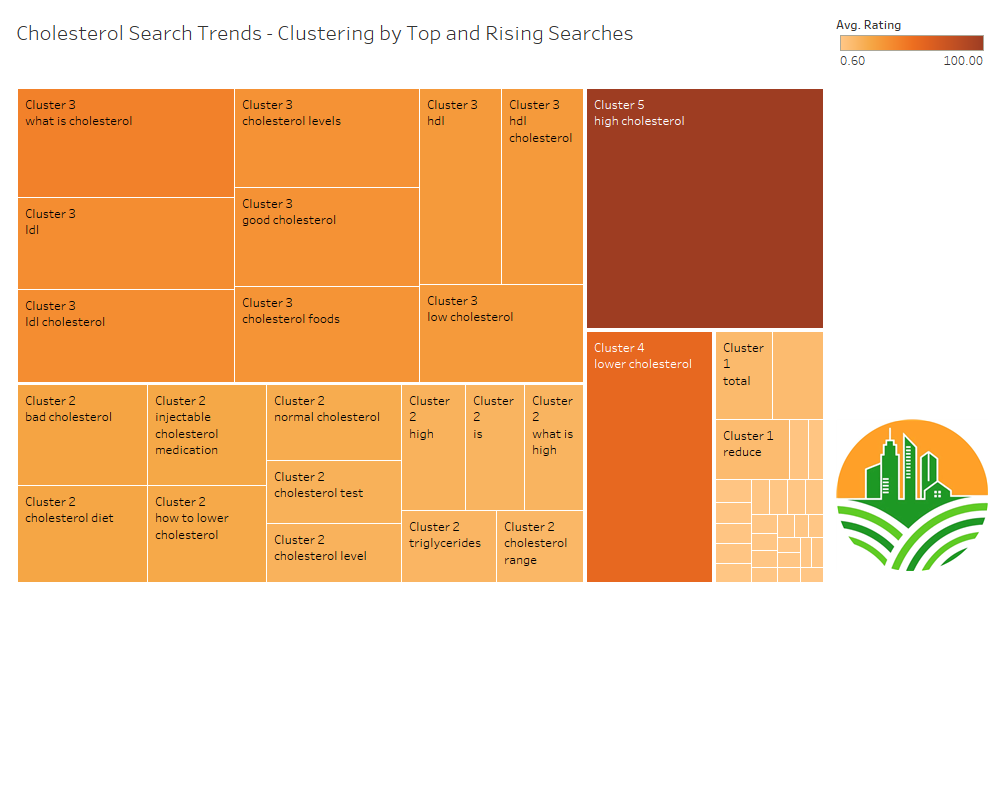 Cholesterol Search Trends - Clustering by Top and Rising Searches
Avg. Rating
0.60
100.00
Cluster 3
what is cholesterol
Cluster 3
ldl
Cluster 3
ldl cholesterol
Cluster 3
cholesterol levels
Cluster 3
good cholesterol
Cluster 3
cholesterol foods
Cluster 3
hdl
Cluster 3
hdl
cholesterol
Cluster 3
low cholesterol
Cluster 5
high cholesterol
Cluster 4
lower cholesterol
Cluster
1
total
Cluster 1
reduce
Cluster 2
bad cholesterol
Cluster 2
cholesterol diet
Cluster 2
injectable
cholesterol
medication
Cluster 2
how to lower
cholesterol
Cluster 2
normal cholesterol
Cluster 2
cholesterol test
Cluster 2
cholesterol level
Cluster
2
high
Cluster
2
is
Cluster
2
what is
high
Cluster 2
triglycerides
Cluster 2
cholesterol
range